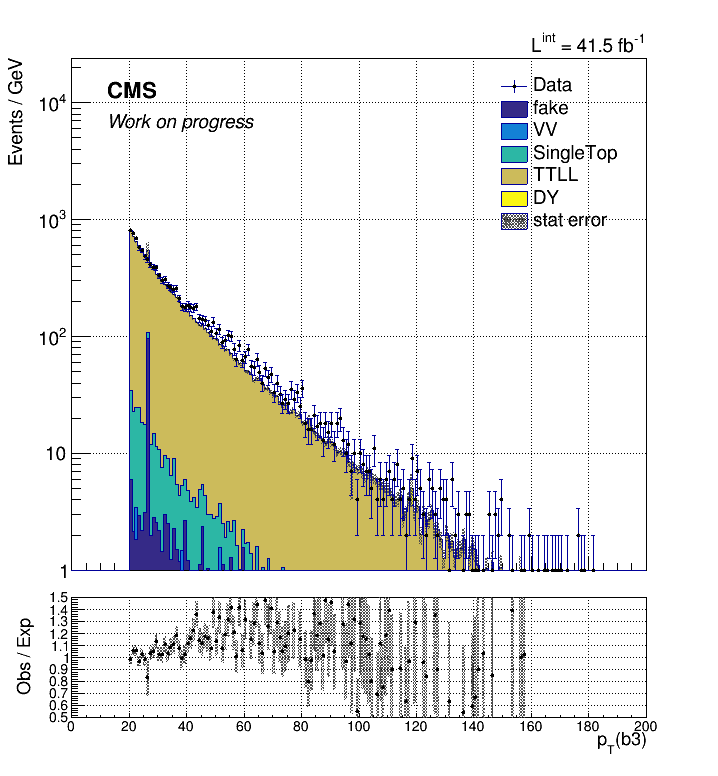 L^int = 41.5 fb^-1
Events / GeV
CMS
Work on progress
Data
fake
VV
SingleTop
TTLL
DY
stat error
10^4
10^3
10^2
10
1
Obs / Exp
1.5
1.4
1.3
1.2
1.1
1
0.9
0.8
0.7
0.6
0.5
0 20 40 60 80 100 120 140 160 180 200
p_T(b3)